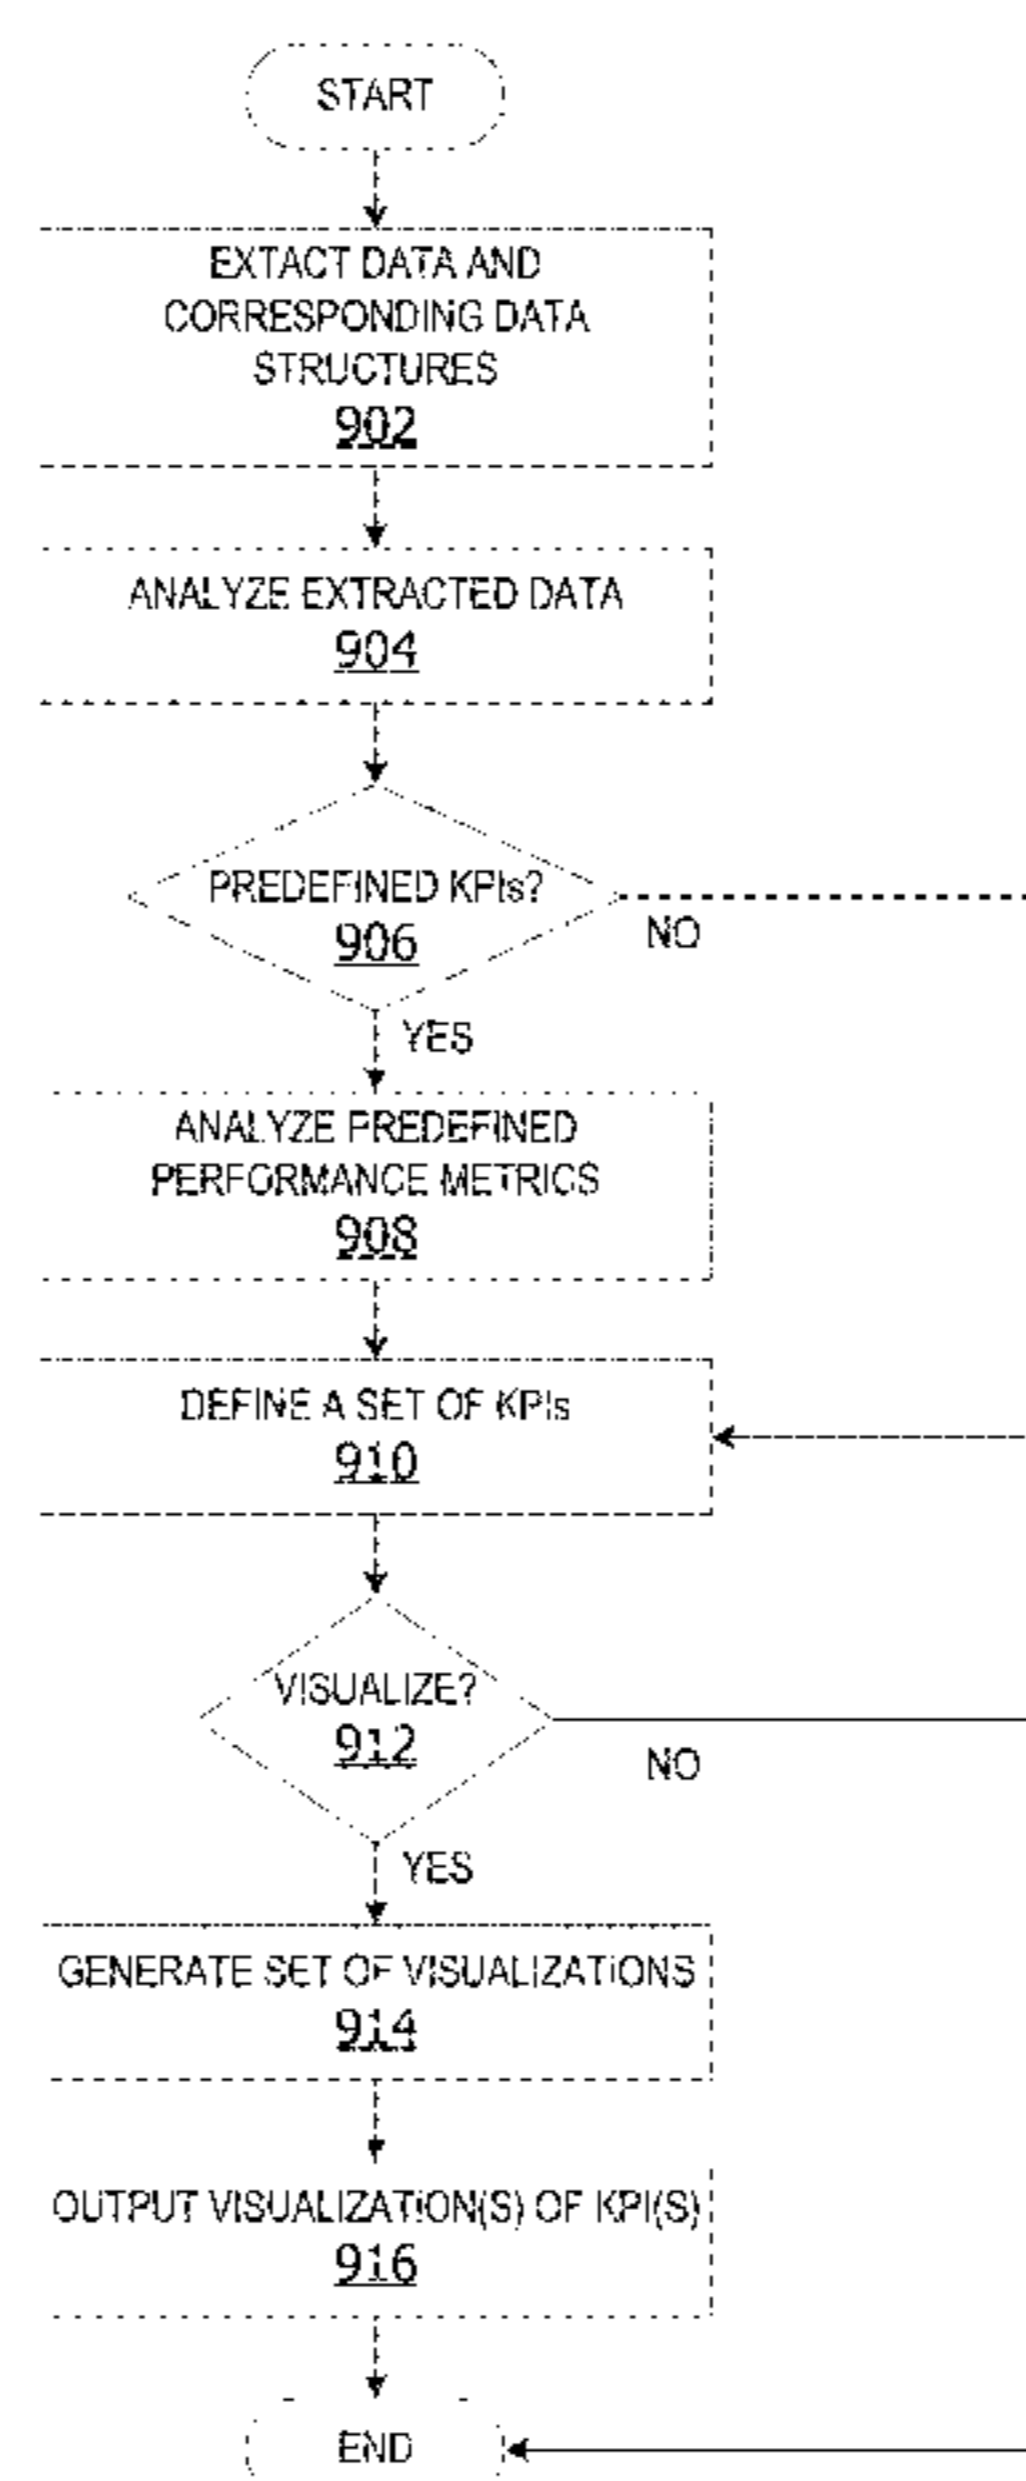 START
EXTACT DATA AND
CORRESPONDING DATA
STRUCTURES
902
ANALYZE EXTRACTED DATA
904
PREDEFINED KPIs?
906
NO
YES
ANALYZE PREDEFINED
PERFORMANCE METRICS
908
DEFINE A SET OF KPIs
910
VISUALIZE?
912
NO
YES
GENERATE SET OF VISUALIZATIONS
914
OUTPUT VISUALIZATION(S) OF KPI(S)
916
END